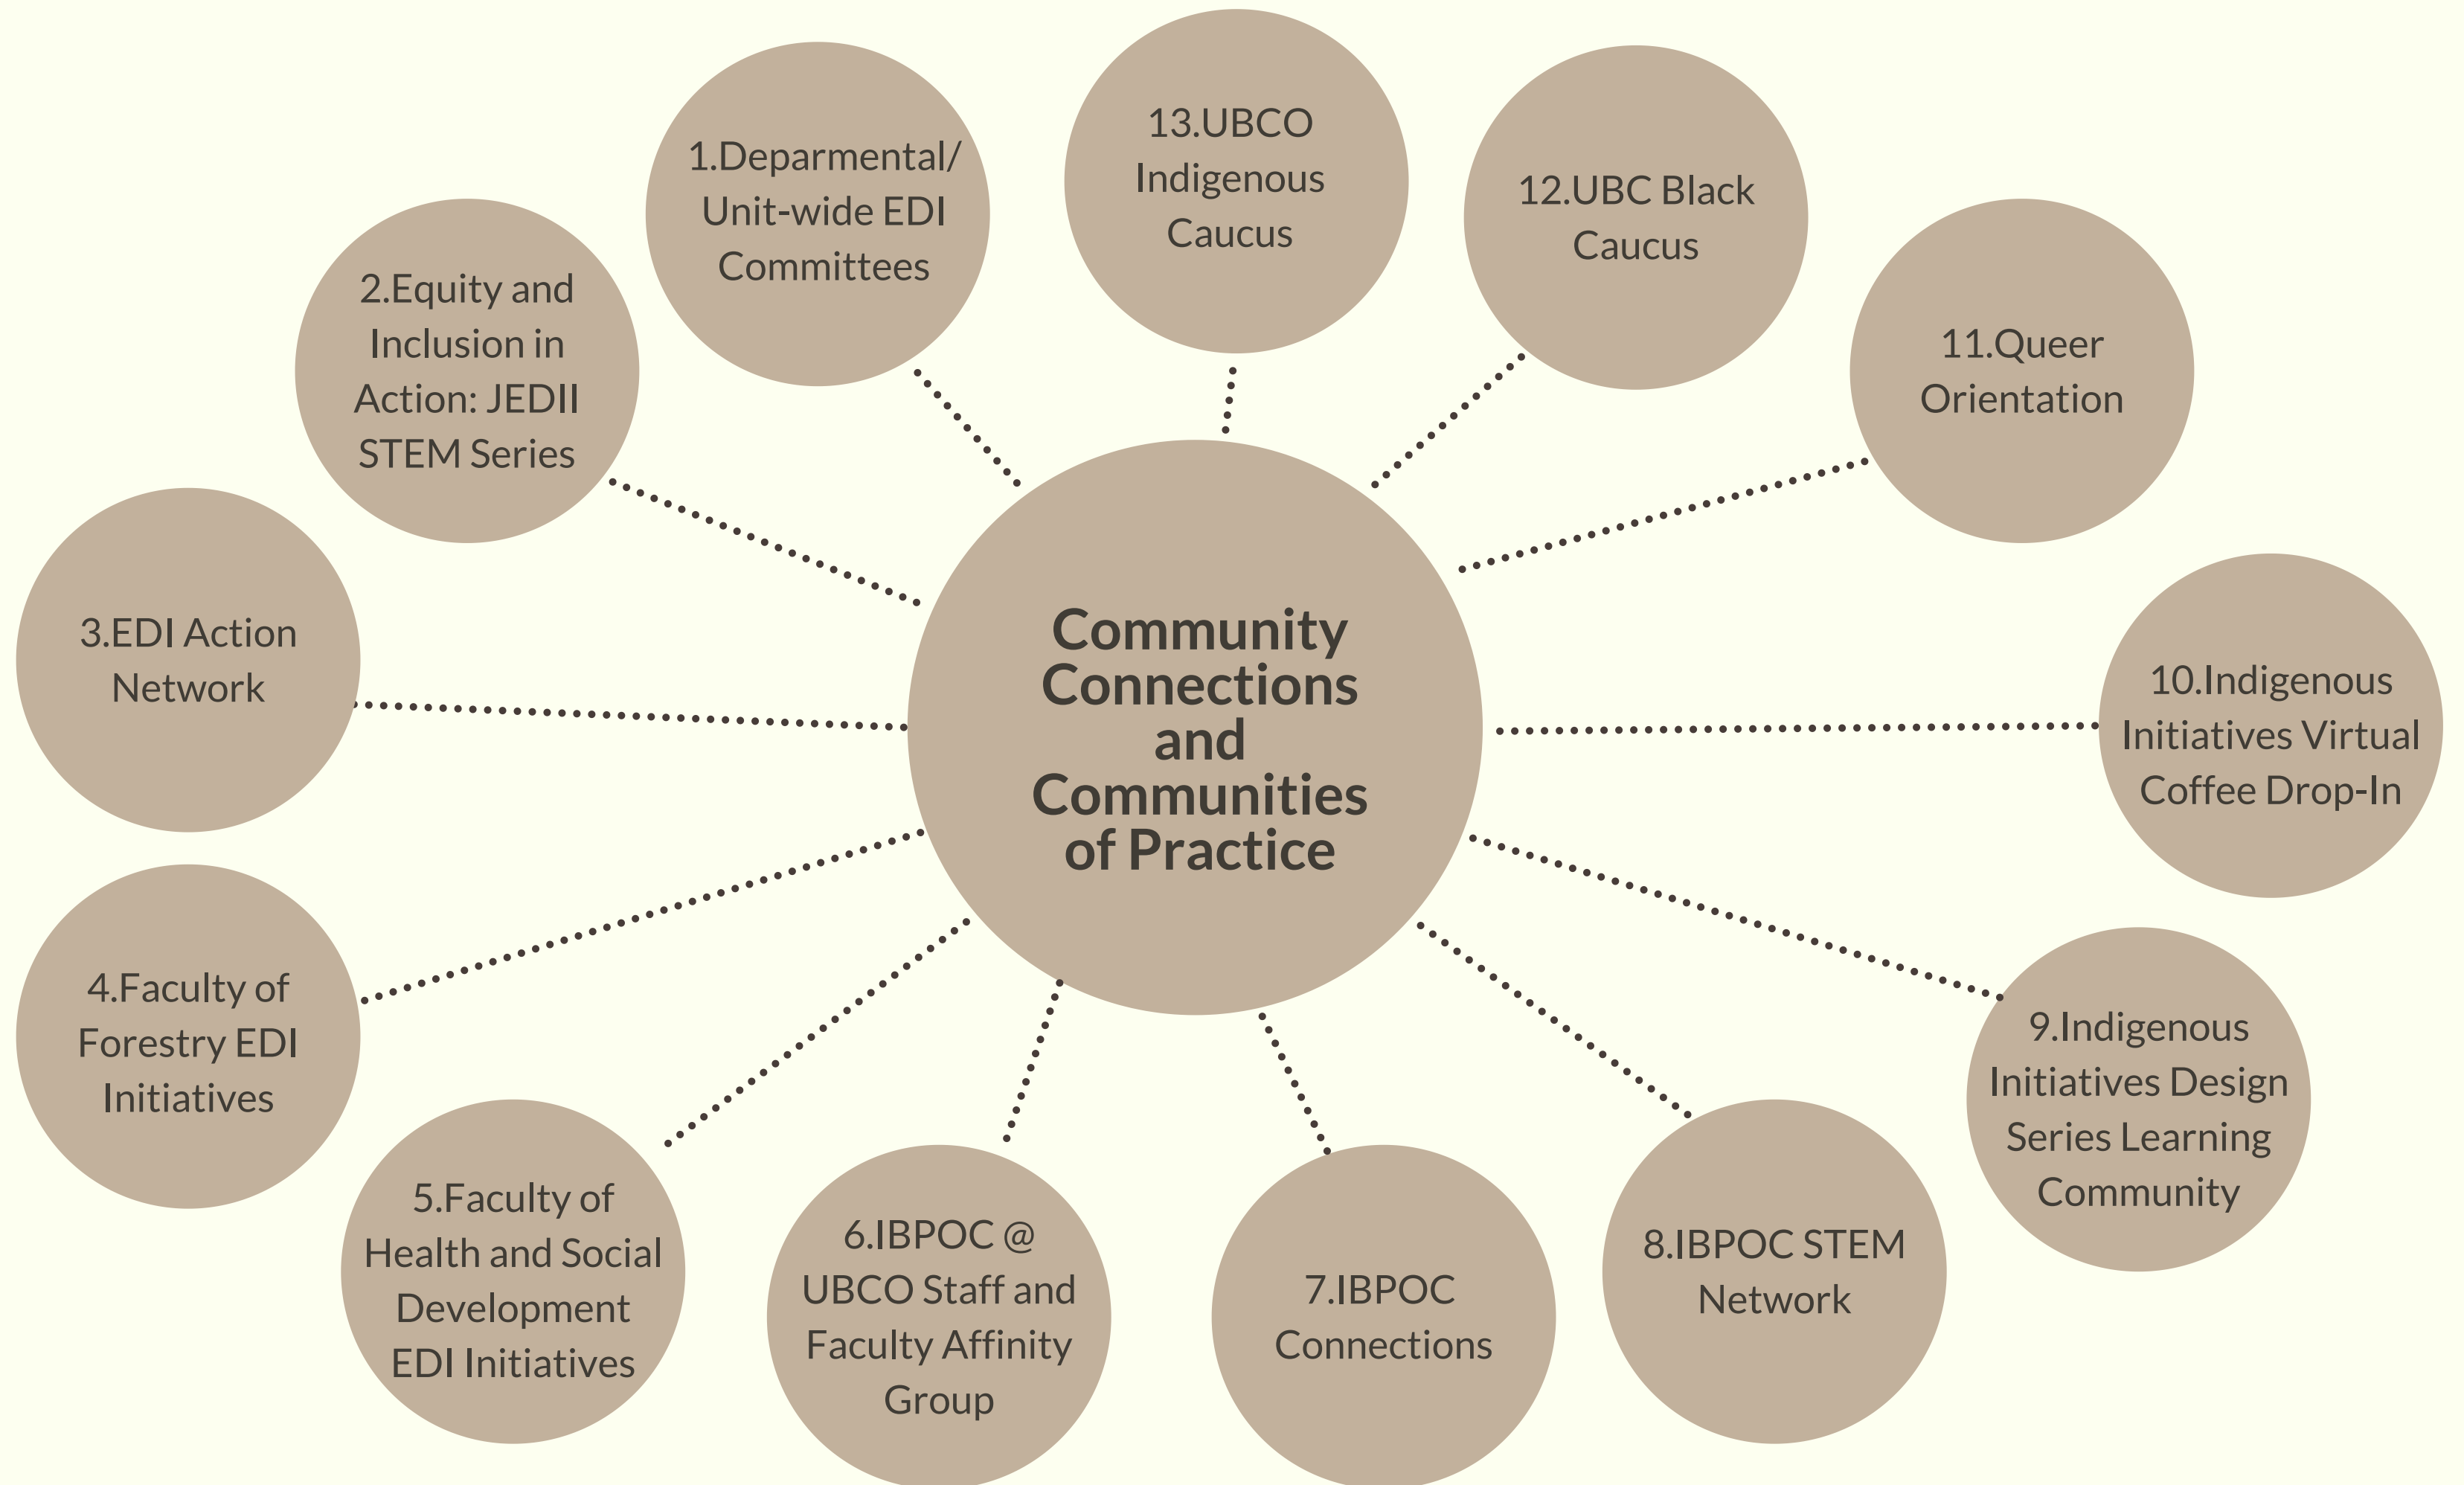 Community
Connections
and
Communities
of Practice
1.Deparmental/
Unit-wide EDI
Committees
2.Equity and
Inclusion in
Action: JEDII
STEM Series
3.EDI Action
Network
4.Faculty of
Forestry EDI
Initiatives
5.Faculty of
Health and Social
Development
EDI Initiatives
6.IBPOC @
UBCO Staff and
Faculty Affinity
Group
7.IBPOC
Connections
8.IBPOC STEM
Network
9.Indigenous
Initiatives Design
Series Learning
Community
10.Indigenous
Initiatives Virtual
Coffee Drop-In
11.Queer
Orientation
12.UBC Black
Caucus
13.UBCO
Indigenous
Caucus